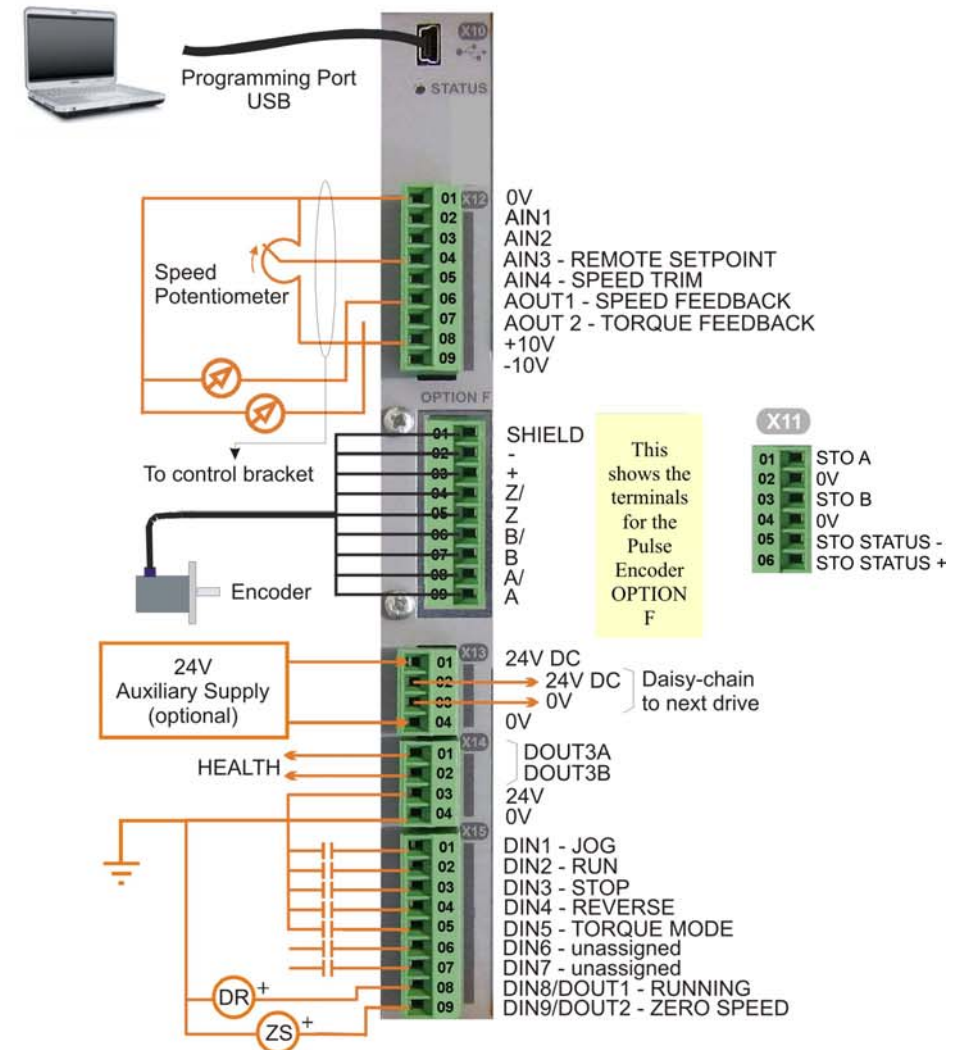 X10
Programming Port
USB
STATUS
01 X12 0V
02 AIN1
03 AIN2
04 AIN3 - REMOTE SETPOINT
05 AIN4 - SPEED TRIM
06 AOUT1 - SPEED FEEDBACK
07 AOUT 2 - TORQUE FEEDBACK
08 +10V
09 -10V
Speed
Potentiometer
OPTION F
To control bracket
01 SHIELD
02 -
03 +
04 Z/
05 Z
06 B/
07 B
08 A/
09 A
Encoder
This
shows the
terminals
for the
Pulse
Encoder
OPTION
F
X11
01 STO A
02 0V
03 STO B
04 0V
05 STO STATUS -
06 STO STATUS +
24V
Auxiliary Supply
(optional)
X13
01 24V DC
02 24V DC
03 0V
04 0V
Daisy-chain
to next drive
HEALTH
X14
01 DOUT3A
02 DOUT3B
03 24V
04 0V
X15
01 DIN1 - JOG
02 DIN2 - RUN
03 DIN3 - STOP
04 DIN4 - REVERSE
05 DIN5 - TORQUE MODE
06 DIN6 - unassigned
07 DIN7 - unassigned
08 DIN8/DOUT1 - RUNNING
09 DIN9/DOUT2 - ZERO SPEED
DR +
ZS +